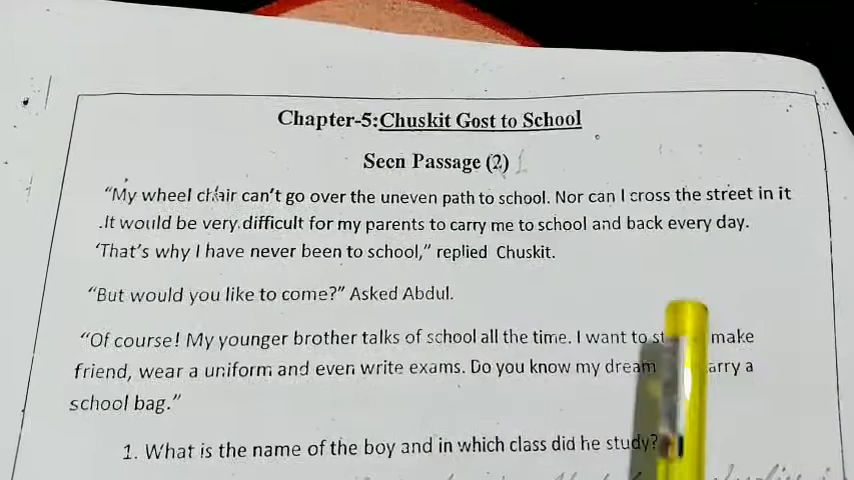 Chapter-5:Chuskit Gost to School
Seen Passage (2)
“My wheel chair can't go over the uneven path to school. Nor can I cross the street in it
.It would be very difficult for my parents to carry me to school and back every day.
‘That's why I have never been to school,” replied Chuskit.
“But would you like to come?” Asked Abdul.
“Of course! My younger brother talks of school all the time. I want to make
friend, wear a uniform and even write exams. Do you know my dream a
school bag.”
1. What is the name of the boy and in which class did he study?